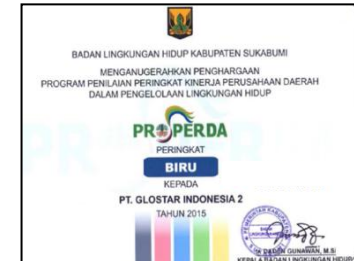 BADAN LINGKUNGAN HIDUP KABUPATEN SUKABUMI
MENGANUGERAHKAN PENGHARGAAN
PROGRAM PENILAIAN PERINGKAT KINERJA PERUSAHAAN DAERAH
DALAM PENGELOLAAN LINGKUNGAN HIDUP
PROPERDA
PERINGKAT
BIRU
KEPADA
PT. GLOSTAR INDONESIA 2
TAHUN 2015
DADEN GUNAWAN, M.Si
KEPALA BADAN LINGKUNGAN HIDUP